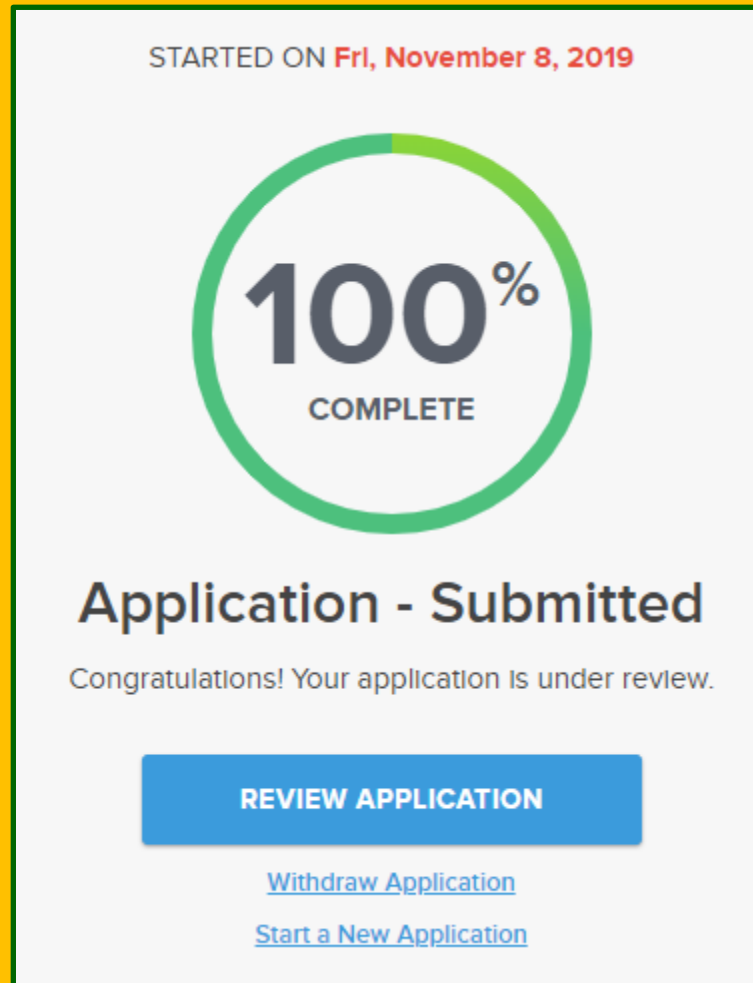 STARTED ON Fri, November 8, 2019
100%
COMPLETE
Application - Submitted
Congratulations! Your application is under review.
REVIEW APPLICATION
Withdraw Application
Start a New Application